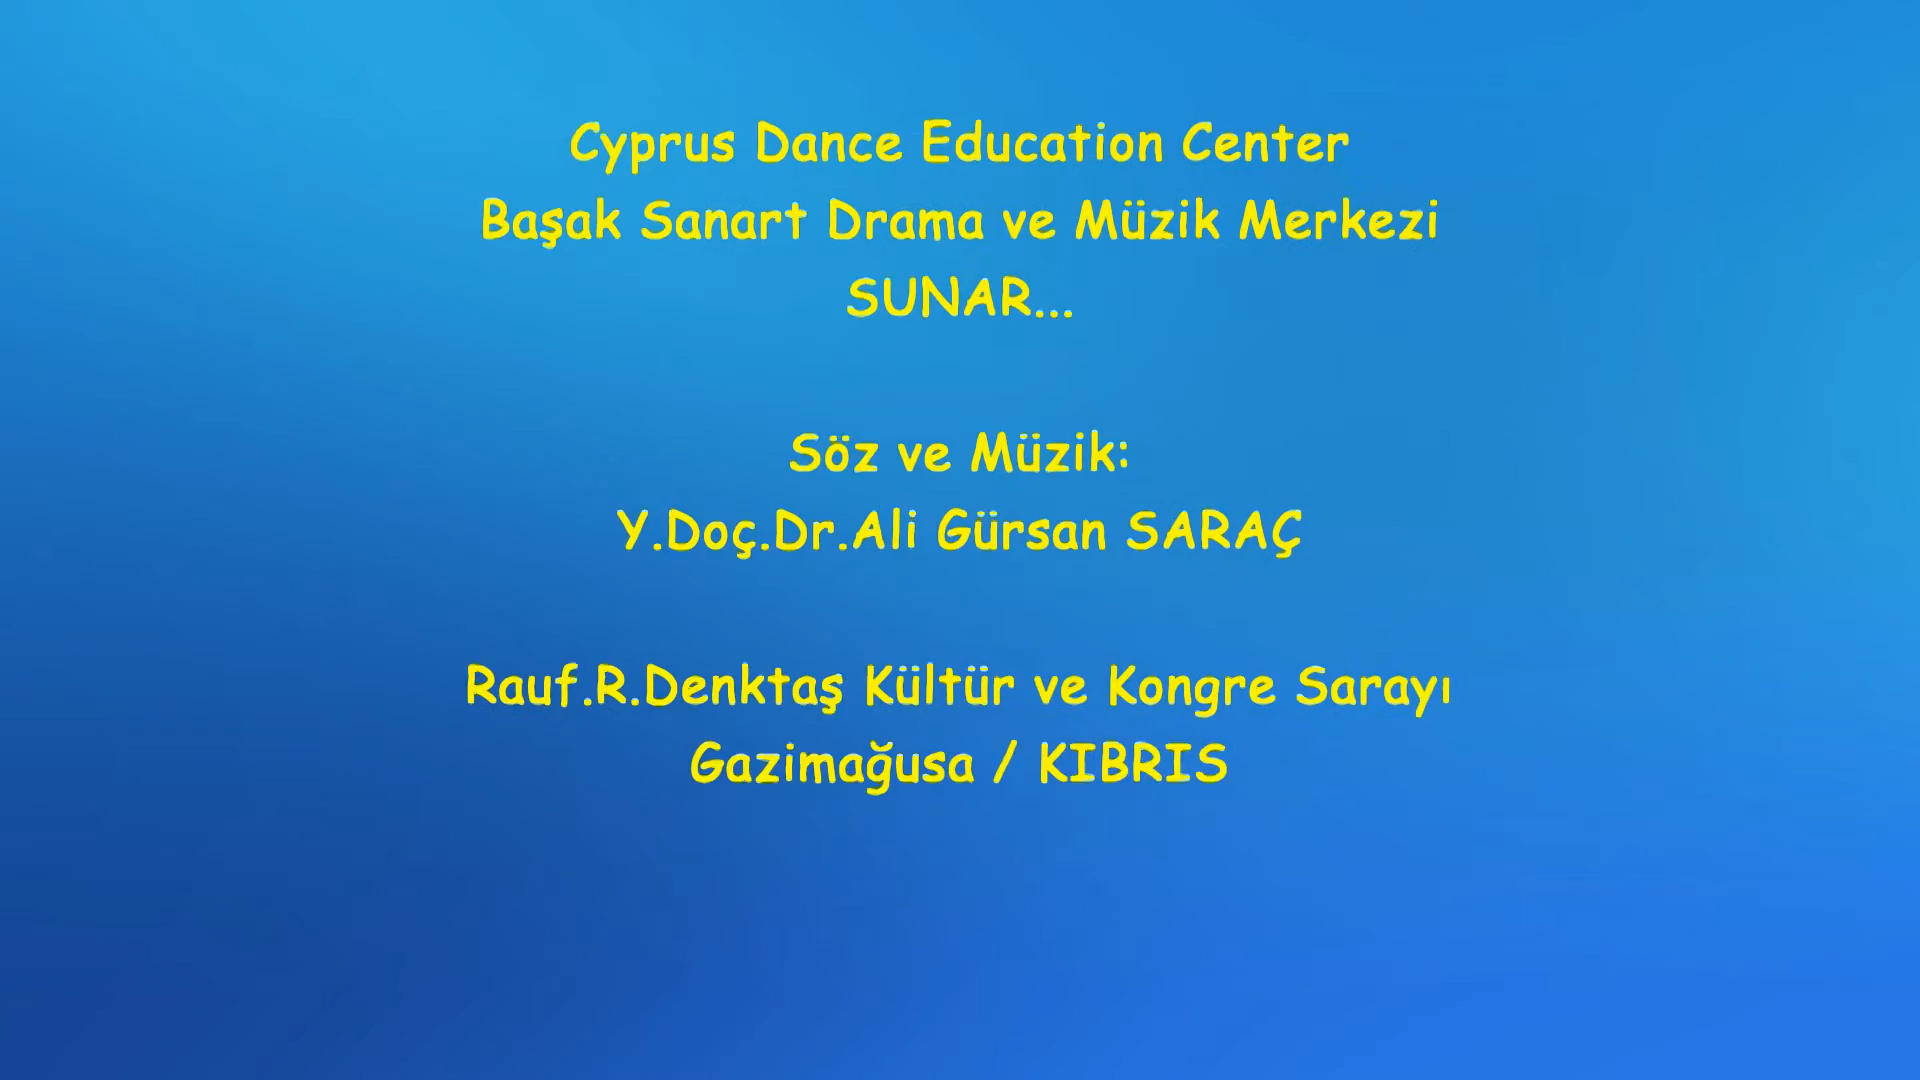 Cyprus Dance Education Center
Başak Sanart Drama ve Müzik Merkezi
SUNAR...
Söz ve Müzik:
Y.Doç.Dr.Ali Gürsan SARAÇ
Rauf.R.Denktaş Kültür ve Kongre Sarayı
Gazimağusa / KIBRIS